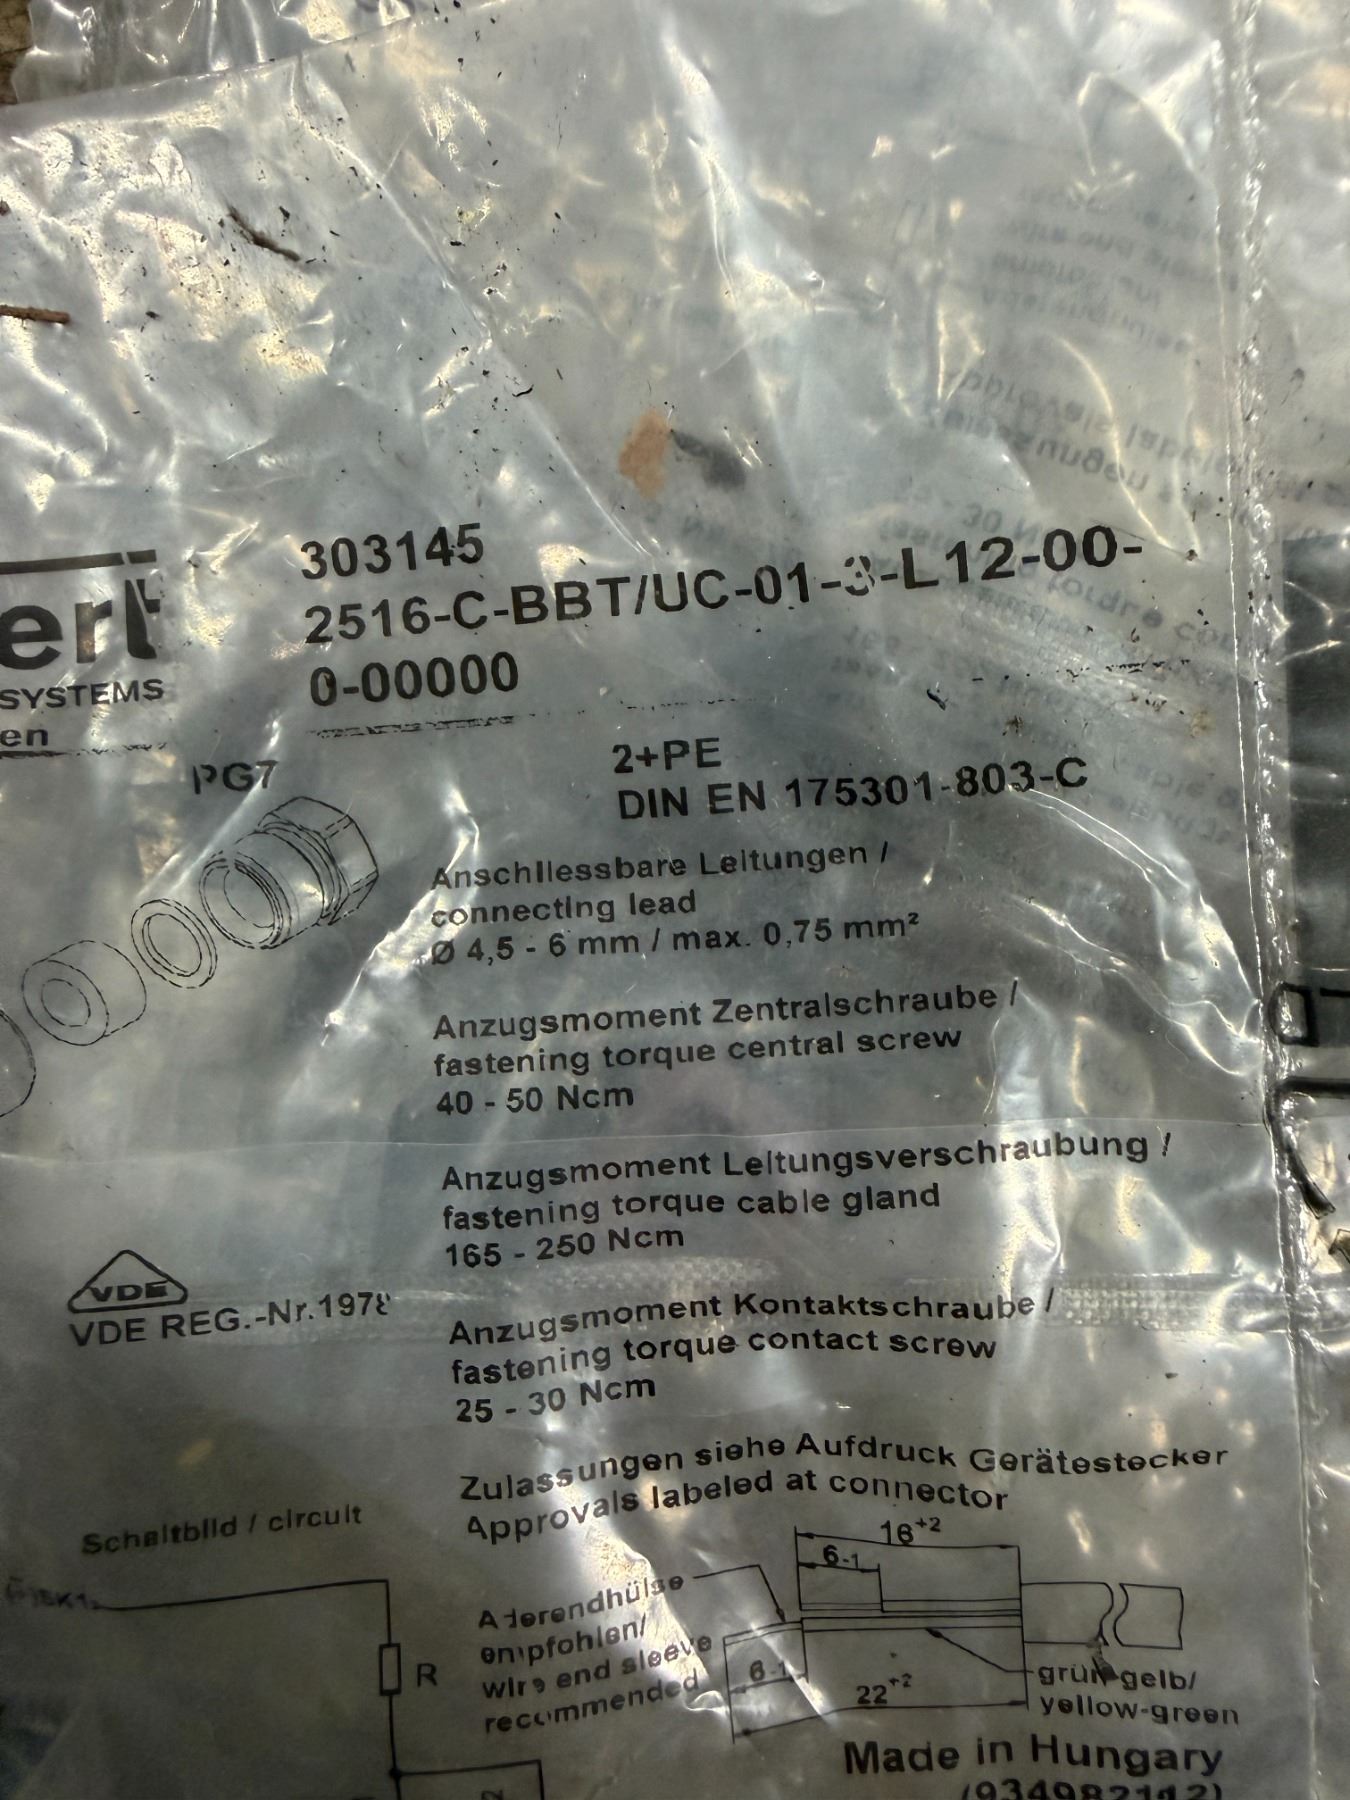 303145
2516-C-BBT/UC-01-3-L12-00-
0-00000
ert
SYSTEMS
en
PG7
2+PE
DIN EN 175301-803-C
Anschliessbare Leitungen /
connecting lead
Ø 4,5 - 6 mm / max. 0,75 mm²
Anzugsmoment Zentralschraube /
fastening torque central screw
40 - 50 Ncm
Anzugsmoment Leitungsverschraubung /
fastening torque cable gland
165 - 250 Ncm
VDE
VDE REG.-Nr.1978
Anzugsmoment Kontaktschraube /
fastening torque contact screw
25 - 30 Ncm
Zulassungen siehe Aufdruck Gerätestecker
Approvals labeled at connector
Schaltbild / circuit
R
16+2
6-1
Aderendhülse
empfohlen/
wire end sleeve
recommended
6-1
22+2
grün-gelb/
yellow-green
Made in Hungary
(934982112)